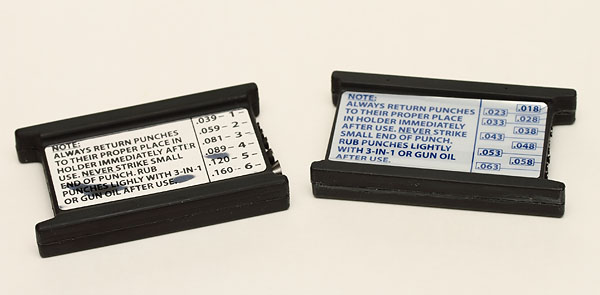 NOTE:
ALWAYS RETURN PUNCHES
TO THEIR PROPER PLACE IN
HOLDER IMMEDIATELY AFTER
USE. NEVER STRIKE SMALL
END OF PUNCH. RUB
PUNCHES LIGHLY WITH 3-IN-1
OR GUN OIL AFTER USE.
.039 - 1 -
.059 - 2 -
.081 - 3 -
.089 - 4 -
.120 - 5 -
.160 - 6 -
NOTE:
ALWAYS RETURN PUNCHES
TO THEIR PROPER PLACE
IN HOLDER IMMEDIATELY
AFTER USE. NEVER STRIKE
SMALL END OF PUNCH.
RUB PUNCHES LIGHTLY
WITH 3-IN-1 OR GUN OIL
AFTER USE.
.018
.023
.028
.033
.038
.043
.048
.053
.058
.063